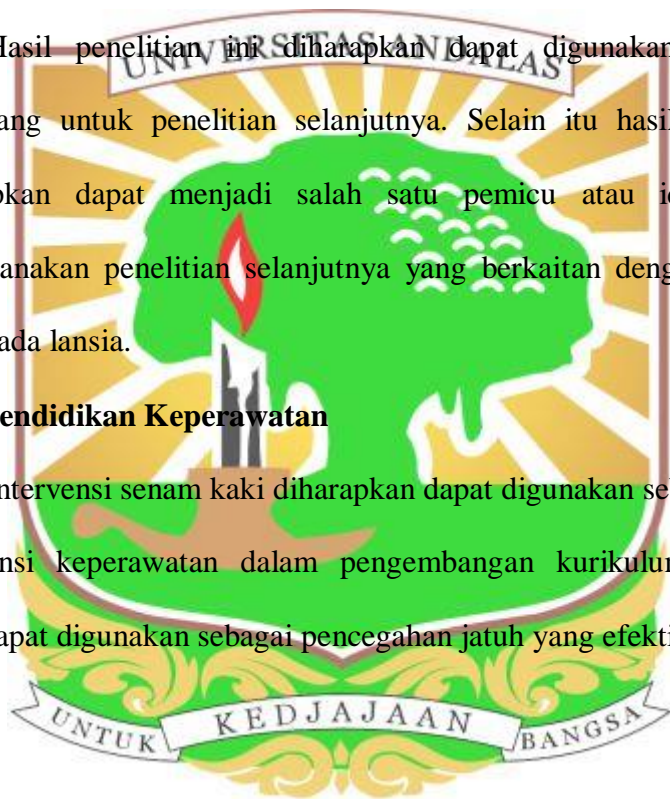 UNIVERSITAS ANDALAS
Hasil penelitian ini diharapkan dapat digunakan
ang untuk penelitian selanjutnya. Selain itu hasil
pkan dapat menjadi salah satu pemicu atau
anakan penelitian selanjutnya yang berkaitan deng
ada lansia.
endidikan Keperawatan
ntervensi senam kaki diharapkan dapat digunakan se
nsi keperawatan dalam pengembangan kurikulu
apat digunakan sebagai pencegahan jatuh yang efekti
UNTUK KEDJAJAAN BANGSA